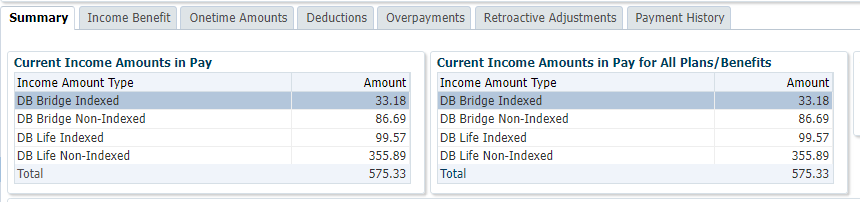 Summary Income Benefit Onetime Amounts Deductions Overpayments Retroactive Adjustments Payment History
Current Income Amounts in Pay
Income Amount Type Amount
DB Bridge Indexed 33.18
DB Bridge Non-Indexed 86.69
DB Life Indexed 99.57
DB Life Non-Indexed 355.89
Total 575.33
Current Income Amounts in Pay for All Plans/Benefits
Income Amount Type Amount
DB Bridge Indexed 33.18
DB Bridge Non-Indexed 86.69
DB Life Indexed 99.57
DB Life Non-Indexed 355.89
Total 575.33